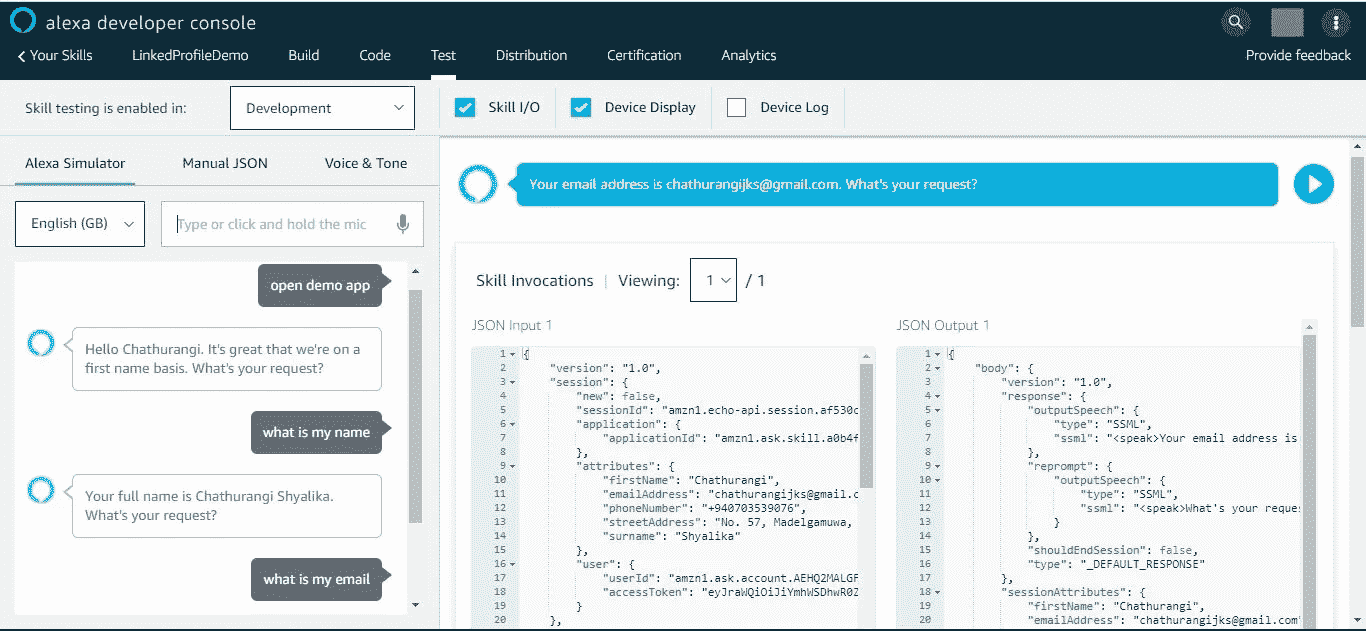 alexa developer console
Your Skills LinkedProfileDemo Build Code Test Distribution Certification Analytics Provide feedback
Skill testing is enabled in: Development Skill I/O Device Display Device Log
Alexa Simulator Manual JSON Voice & Tone
English (GB) Type or click and hold the mic
open demo app
Hello Chathurangi. It's great that we're on a
first name basis. What's your request?
what is my name
Your full name is Chathurangi Shyalika.
What's your request?
what is my email
Your email address is chathurangijks@gmail.com. What's your request?
Skill Invocations | Viewing: 1 / 1
JSON Input 1
1 {
2 "version": "1.0",
3 "session": {
4 "new": false,
5 "sessionId": "amzn1.echo-api.session.af530c
6 "application": {
7 "applicationId": "amzn1.ask.skill.a0b4f
8 },
9 "attributes": {
10 "firstName": "Chathurangi",
11 "emailAddress": "chathurangijks@gmail.c
12 "phoneNumber": "+940703539076",
13 "streetAddress": "No. 57, Madelgamuwa,
14 "surname": "Shyalika"
15 },
16 "user": {
17 "userId": "amzn1.ask.account.AEHQ2MALGF
18 "accessToken": "eyJraWQiOiJiYmhWSDhwR0Z
19 }
20 },
JSON Output 1
1 {
2 "body": {
3 "version": "1.0",
4 "response": {
5 "outputSpeech": {
6 "type": "SSML",
7 "ssml": "<speak>Your email address is
8 },
9 "reprompt": {
10 "outputSpeech": {
11 "type": "SSML",
12 "ssml": "<speak>What's your reques
13 }
14 },
15 "shouldEndSession": false,
16 "type": "_DEFAULT_RESPONSE"
17 },
18 "sessionAttributes": {
19 "firstName": "Chathurangi",
20 "emailAddress": "chathurangijks@gmail.com"